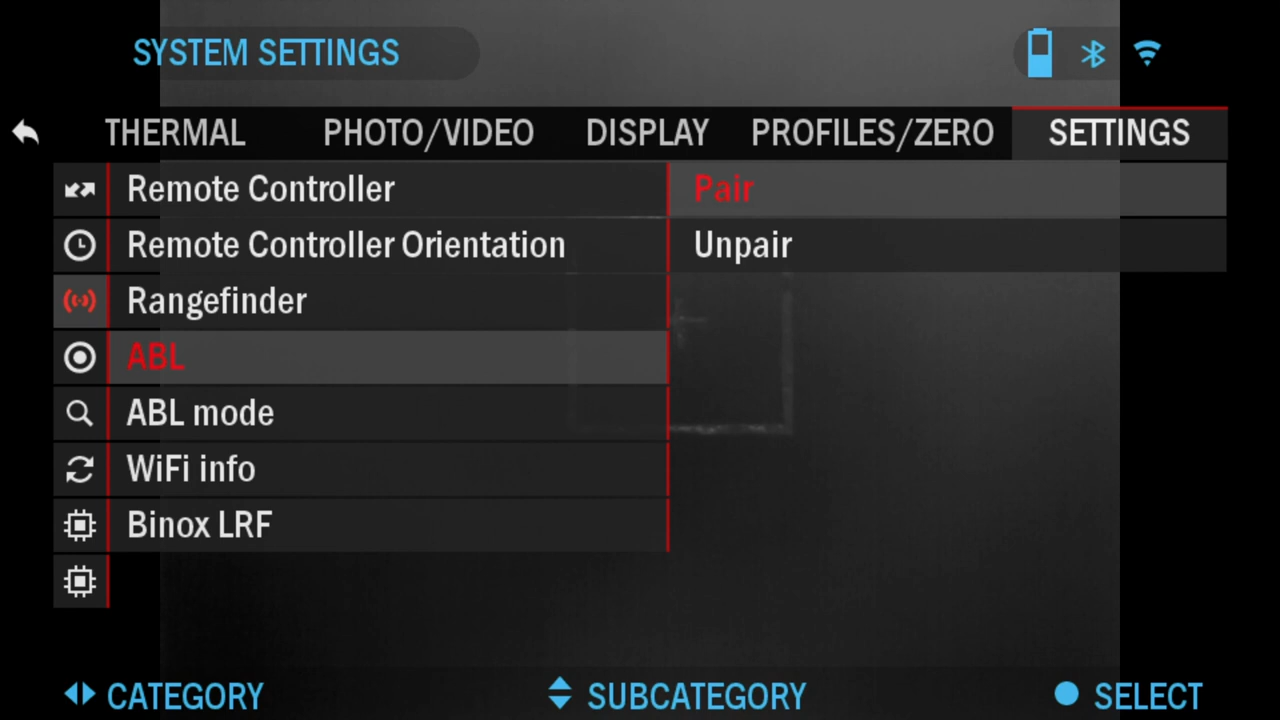 SYSTEM SETTINGS
THERMAL PHOTO/VIDEO DISPLAY PROFILES/ZERO SETTINGS
Remote Controller Pair
Remote Controller Orientation Unpair
Rangefinder
ABL
ABL mode
WiFi info
Binox LRF
CATEGORY SUBCATEGORY SELECT